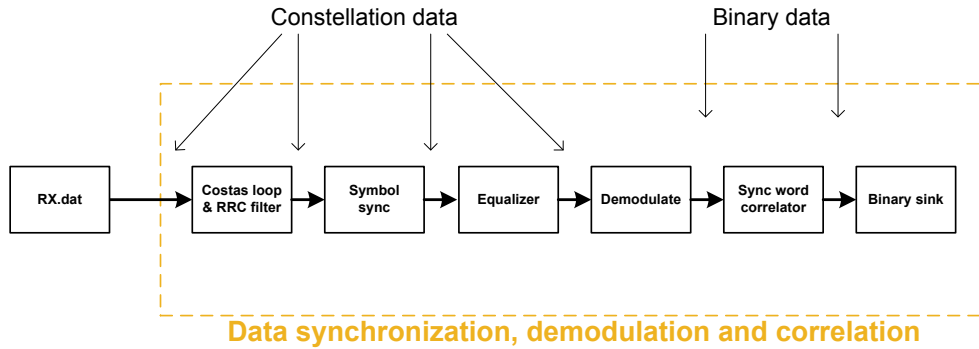 Constellation data
Binary data
RX.dat
Costas loop
& RRC filter
Symbol
sync
Equalizer
Demodulate
Sync word
correlator
Binary sink
Data synchronization, demodulation and correlation